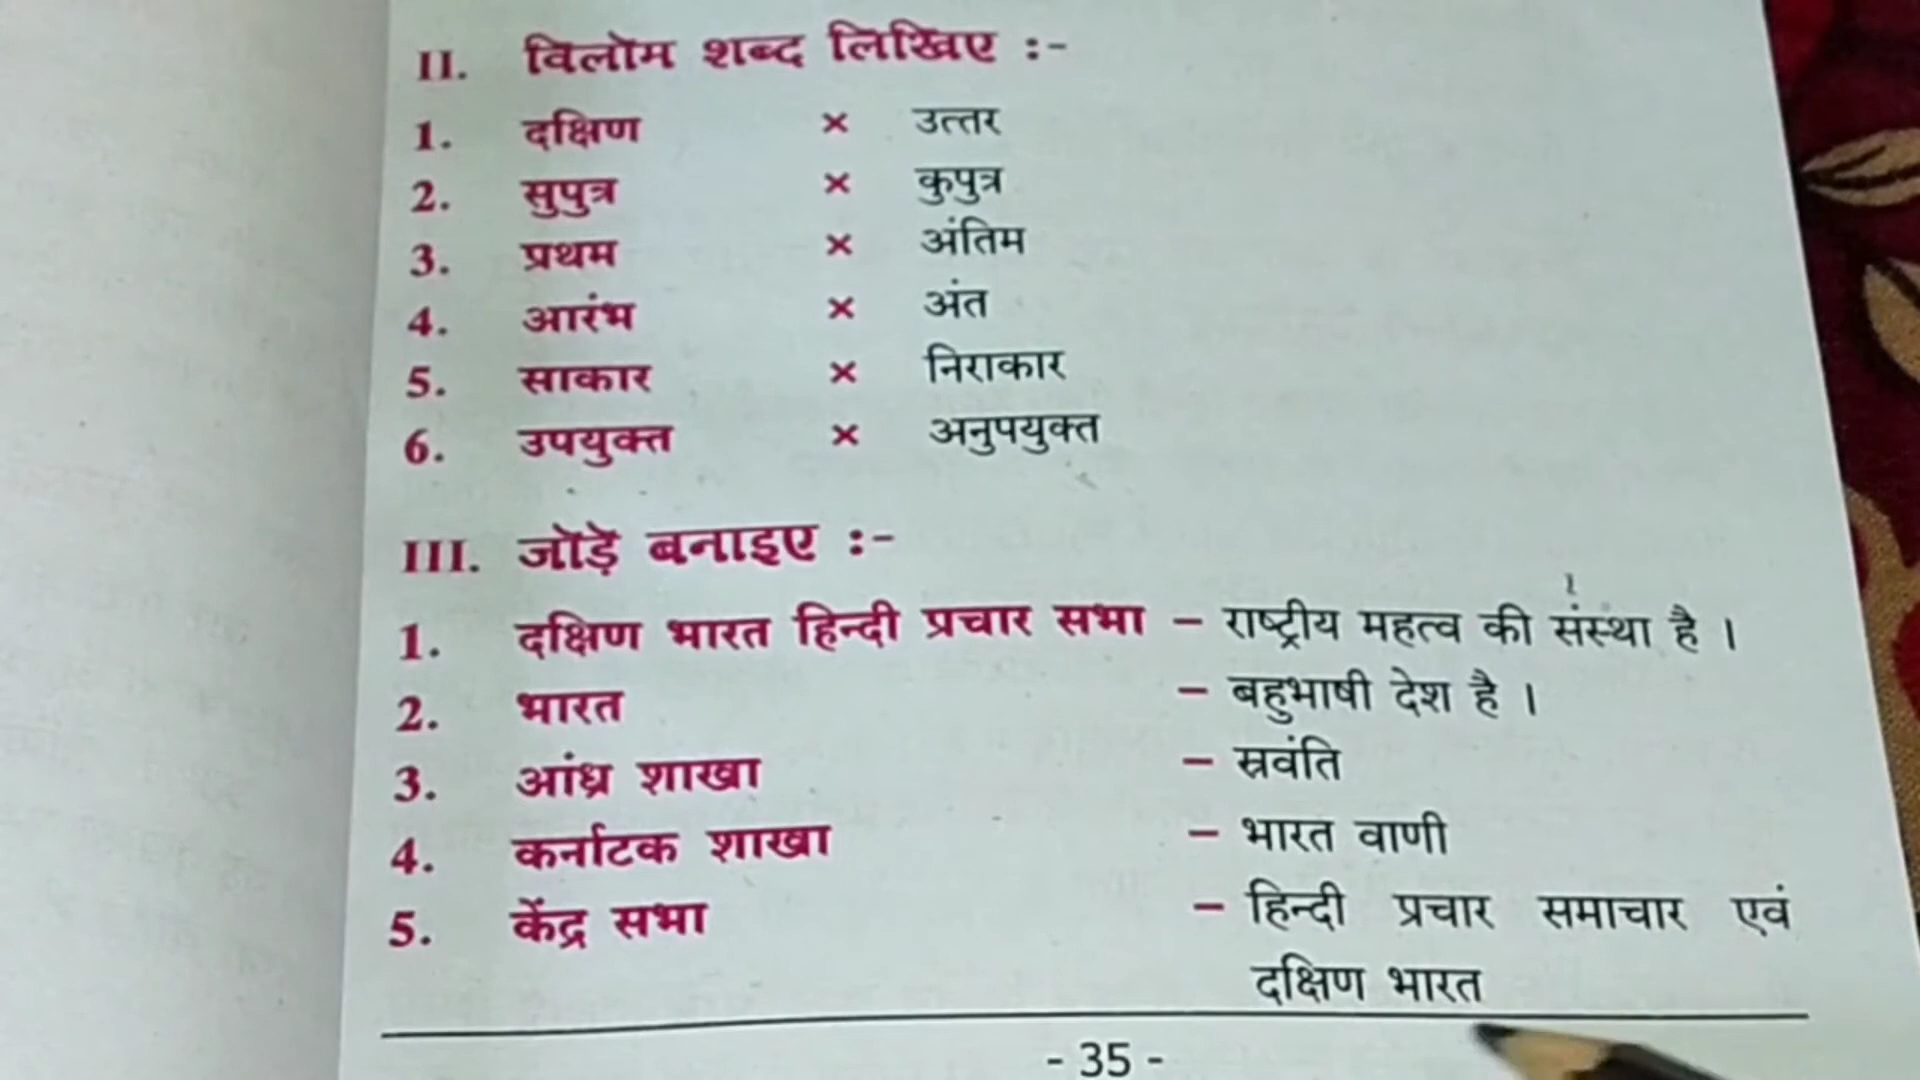 II. विलोम शब्द लिखिए :-
1. दक्षिण × उत्तर
2. सुपुत्र × कुपुत्र
3. प्रथम × अंतिम
4. आरंभ × अंत
5. साकार × निराकार
6. उपयुक्त × अनुपयुक्त
III. जोड़े बनाइए :-
1. दक्षिण भारत हिन्दी प्रचार सभा – राष्ट्रीय महत्व की संस्था है ।
2. भारत – बहुभाषी देश है ।
3. आंध्र शाखा – स्रवंति
4. कर्नाटक शाखा – भारत वाणी
5. केंद्र सभा – हिन्दी प्रचार समाचार एवं
दक्षिण भारत
- 35 -